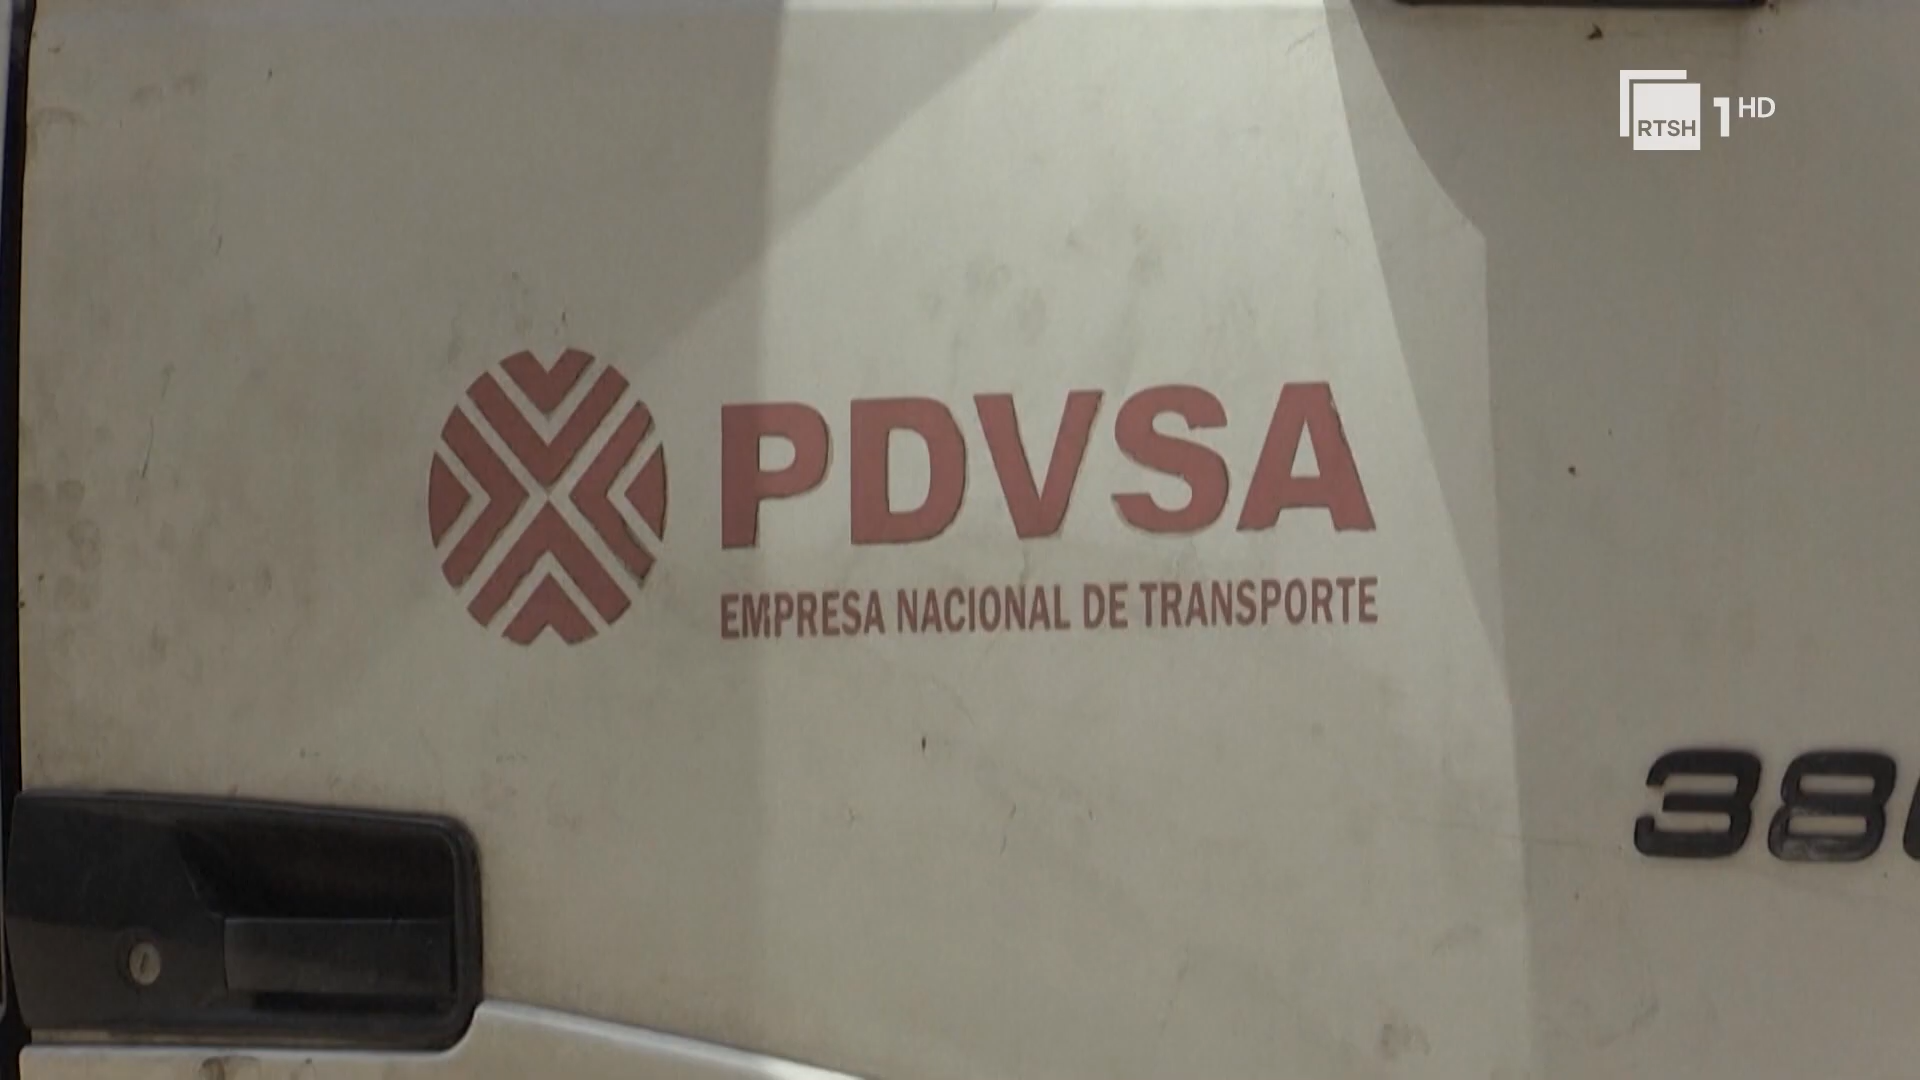 RTSH 1 HD
PDVSA
EMPRESA NACIONAL DE TRANSPORTE
38